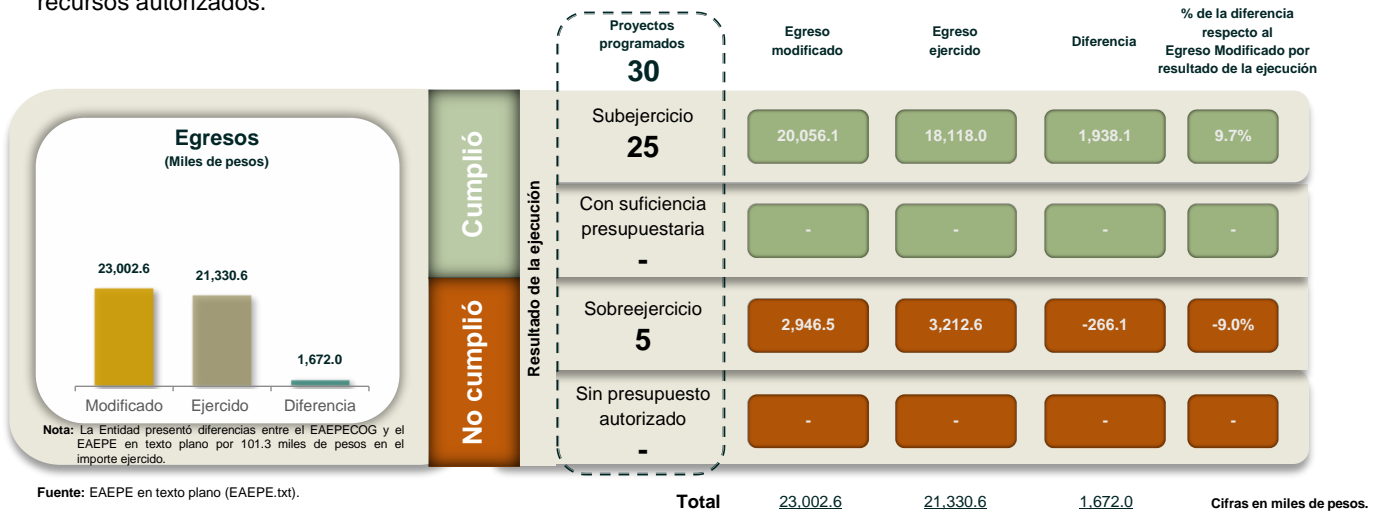 recursos autorizados.
Proyectos
programados
30
Egreso
modificado
Egreso
ejercido
Diferencia
% de la diferencia
respecto al
Egreso Modificado por
resultado de la ejecución
Egresos
(Miles de pesos)
23,002.6
21,330.6
1,672.0
Modificado
Ejercido
Diferencia
Nota: La Entidad presentó diferencias entre el EAEPECOG y el
EAEPE en texto plano por 101.3 miles de pesos en el
importe ejercido.
Cumplió
No cumplió
Resultado de la ejecución
Subejercicio
25
20,056.1
18,118.0
1,938.1
9.7%
Con suficiencia
presupuestaria
-
-
-
-
-
Sobreejercicio
5
2,946.5
3,212.6
-266.1
-9.0%
Sin presupuesto
autorizado
-
-
-
-
-
Fuente: EAEPE en texto plano (EAEPE.txt).
Total
23,002.6
21,330.6
1,672.0
Cifras en miles de pesos.